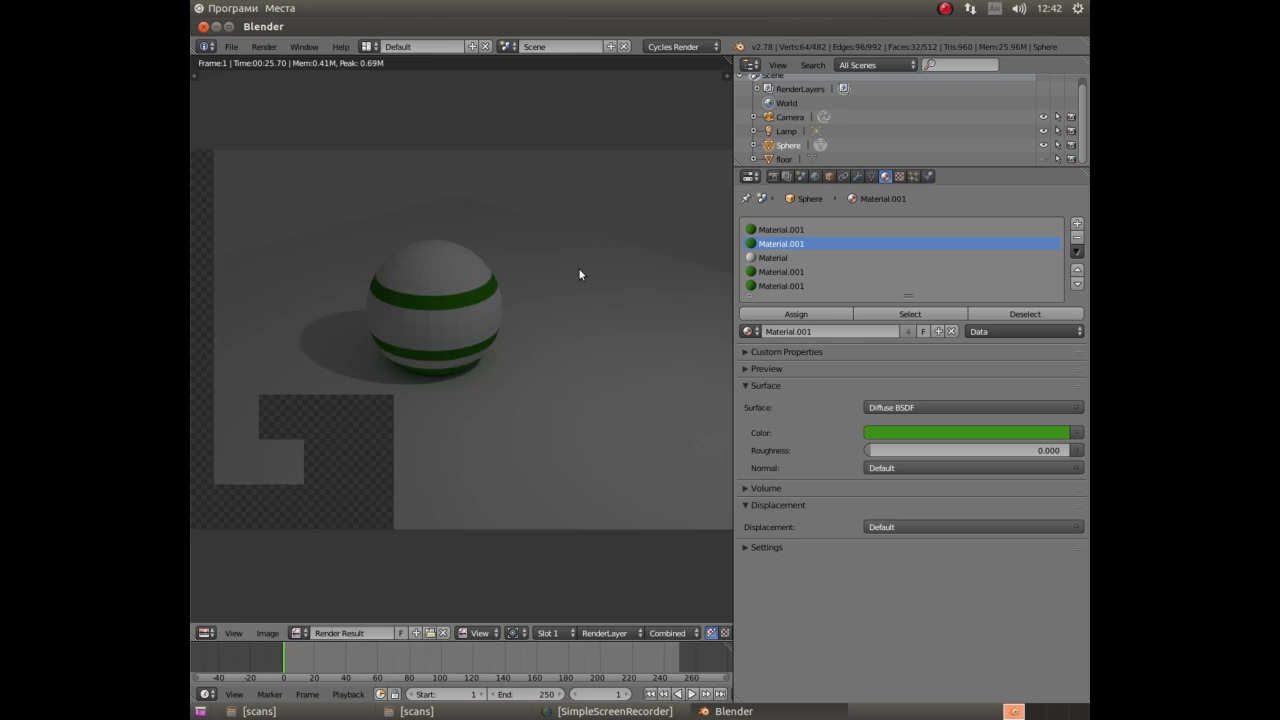 Програми Места
Ан 12:42
Blender
File Render Window Help Default Scene Cycles Render v2.78 | Verts:64/482 | Edges:96/992 | Faces:32/512 | Tris:960 | Mem:25.96M | Sphere
Frame:1 | Time:00:25.70 | Mem:0.41M, Peak: 0.69M
View Search All Scenes
Scene
RenderLayers
World
Camera
Lamp
Sphere
floor
Sphere Material.001
Material.001
Material.001
Material
Material.001
Material.001
Assign Select Deselect
Material.001 4 F Data
Custom Properties
Preview
Surface
Surface: Diffuse BSDF
Color:
Roughness: 0.000
Normal: Default
Volume
Displacement
Displacement: Default
Settings
View Image Render Result F View Slot 1 RenderLayer Combined
-40 -20 0 20 40 60 80 100 120 140 160 180 200 220 240 260
View Marker Frame Playback Start: 1 End: 250 1
[scans] [scans] [SimpleScreenRecorder] Blender